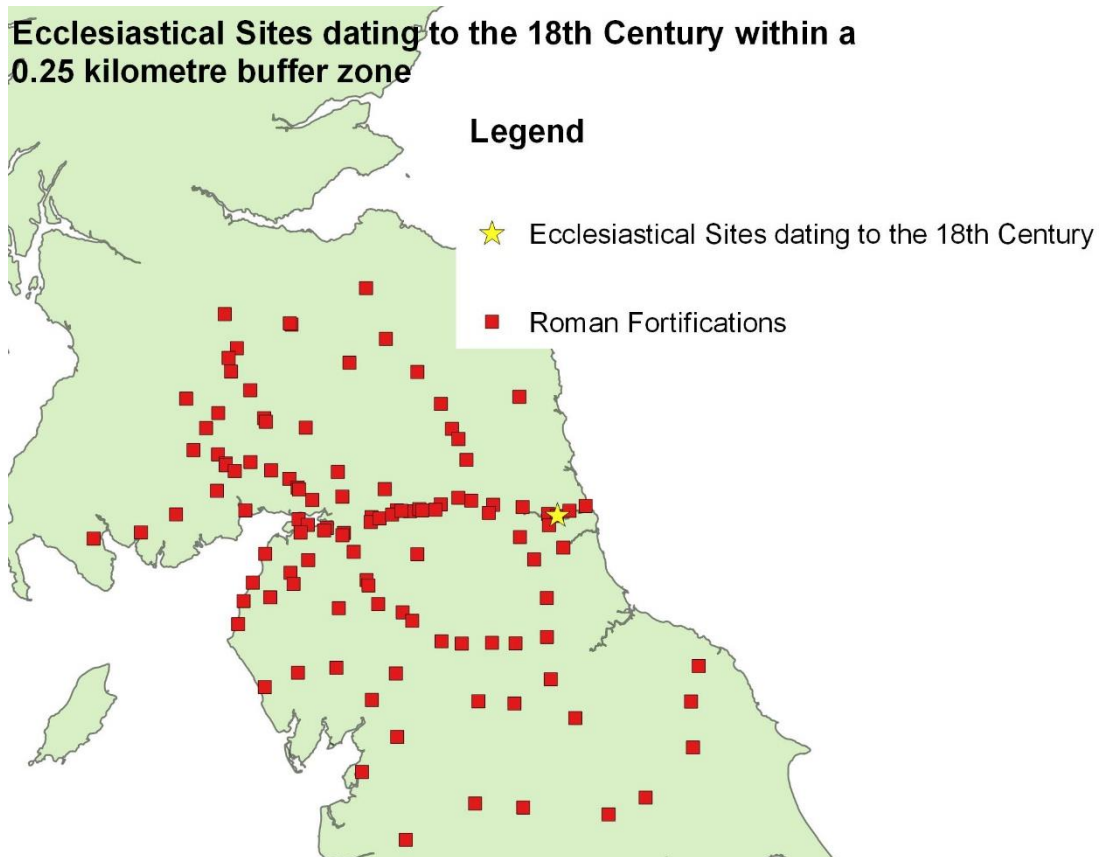 Ecclesiastical Sites dating to the 18th Century within a
0.25 kilometre buffer zone
Legend
Ecclesiastical Sites dating to the 18th Century
Roman Fortifications